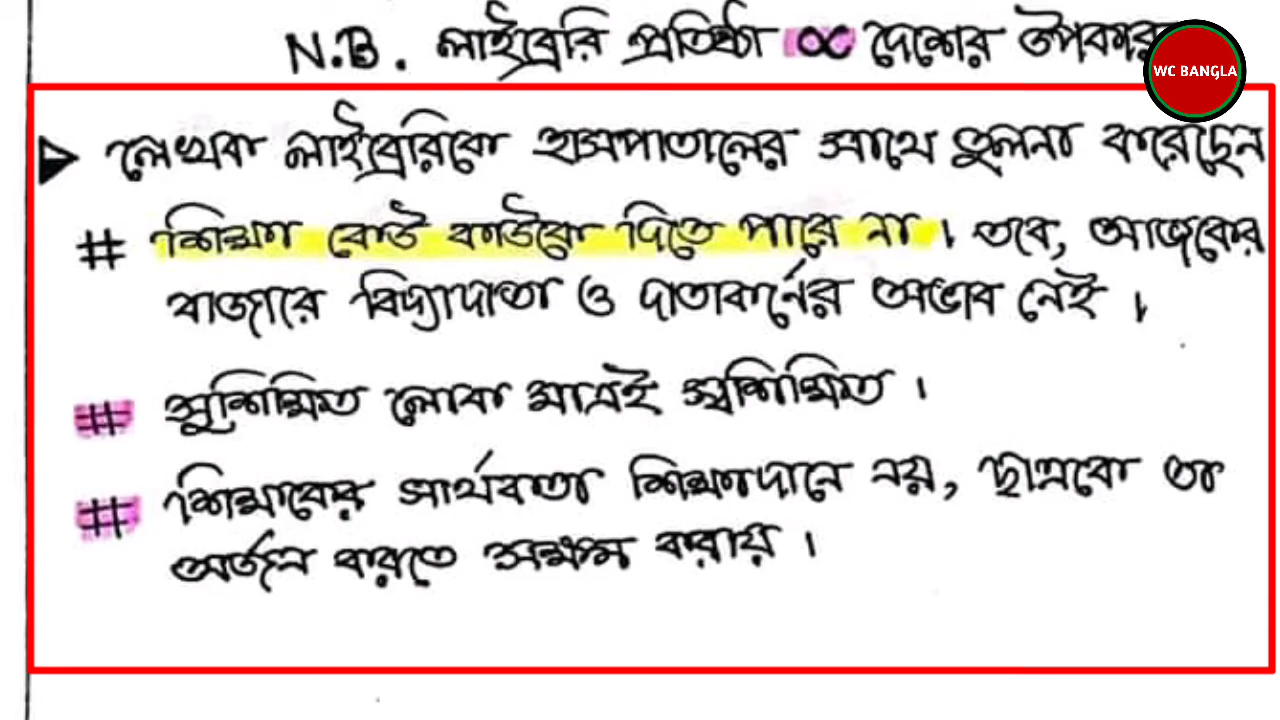 N.B. লাইব্রেরি প্রতিষ্ঠা ∝ দেশের উপকার
WC BANGLA
▶ লেখক লাইব্রেরিকে হাসপাতালের সাথে তুলনা করেছেন
# শিক্ষা কেউ কাউকে দিতে পারে না। তবে, আজকের
বাজারে বিদ্যাদাতা ও দাতাকর্ণের অভাব নেই।
# সুশিক্ষিত লোক মাত্রই স্বশিক্ষিত।
# শিক্ষকের সার্থকতা শিক্ষাদানে নয়, ছাত্রকে তা
অর্জন করতে সক্ষম করায়।